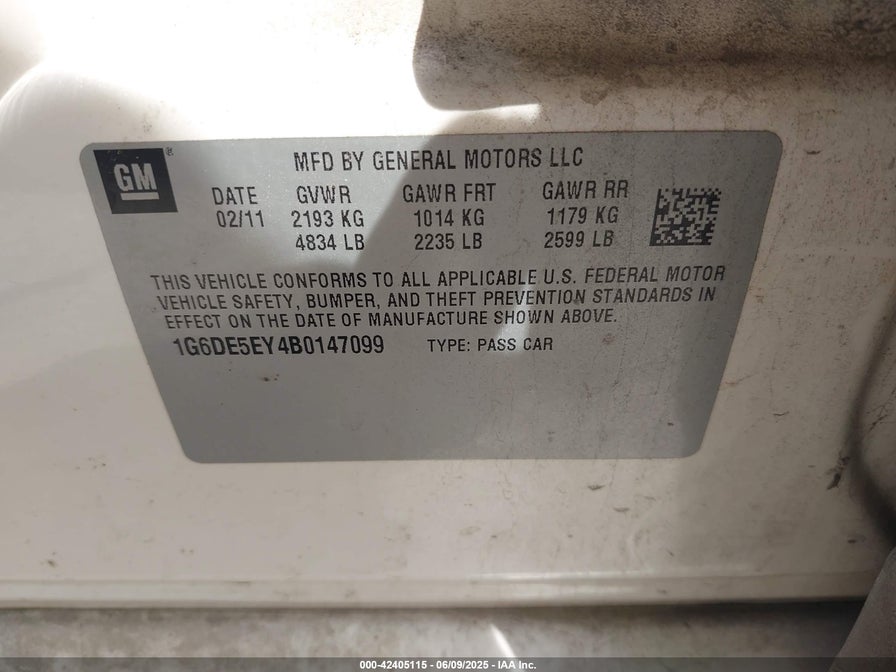 GM®
MFD BY GENERAL MOTORS LLC
DATE GVWR GAWR FRT GAWR RR
02/11 2193 KG 1014 KG 1179 KG
4834 LB 2235 LB 2599 LB
THIS VEHICLE CONFORMS TO ALL APPLICABLE U.S. FEDERAL MOTOR
VEHICLE SAFETY, BUMPER, AND THEFT PREVENTION STANDARDS IN
EFFECT ON THE DATE OF MANUFACTURE SHOWN ABOVE.
1G6DE5EY4B0147099 TYPE: PASS CAR
000-42405115 - 06/09/2025 - IAA Inc.